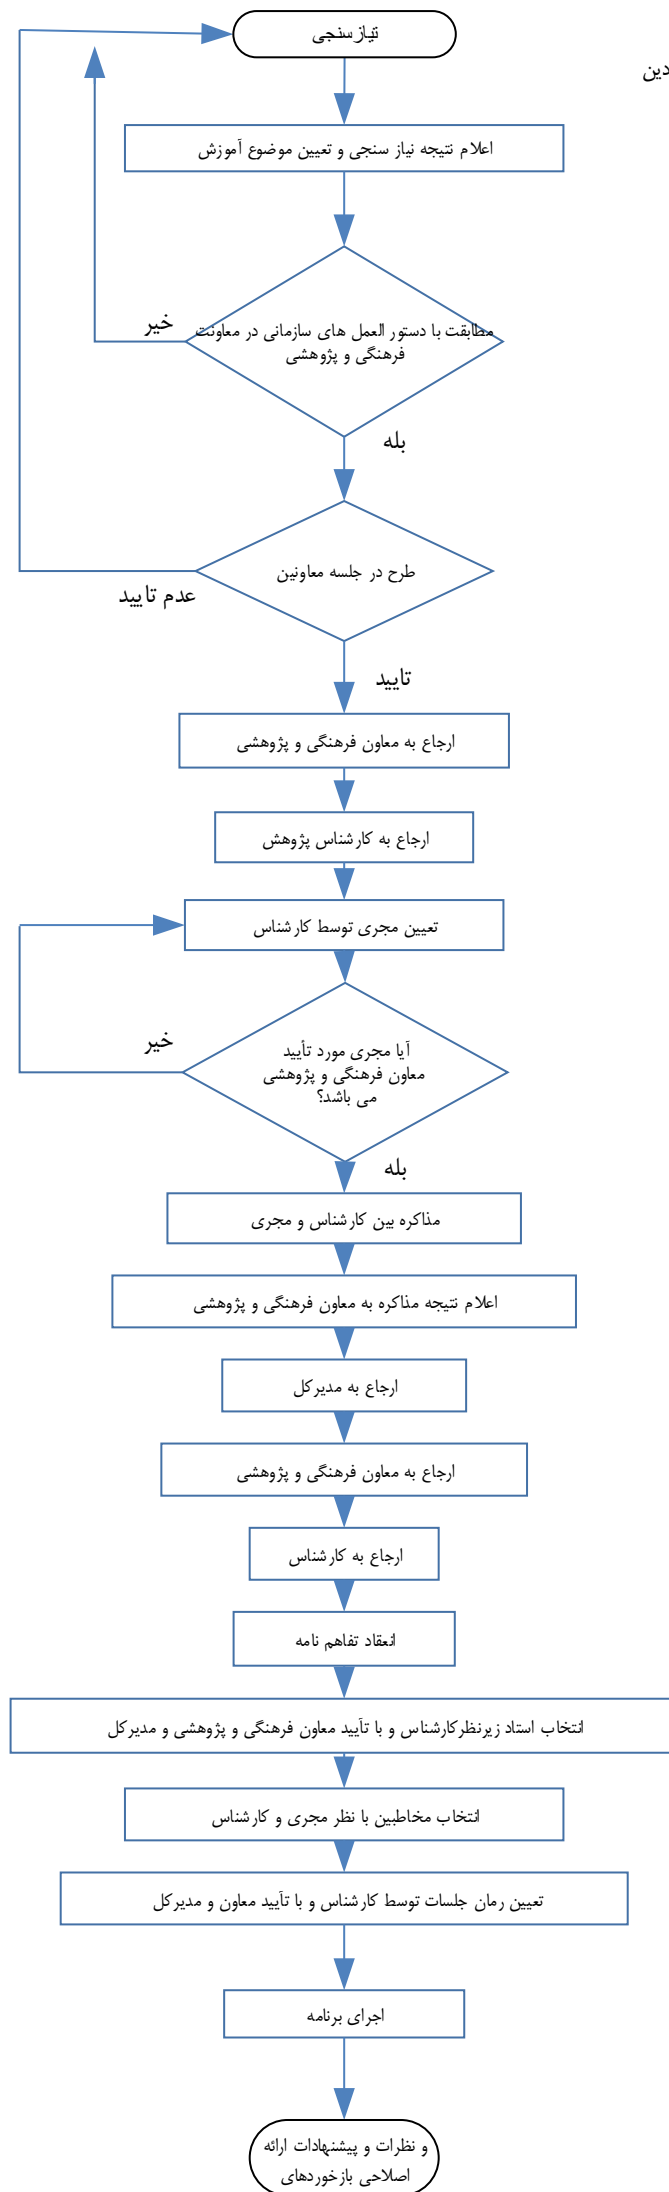 نیازسنجی
دین
اعلام نتیجه نیاز سنجی و تعیین موضوع آموزش
مطابقت با دستور العمل های سازمانی در معاونت
فرهنگی و پژوهشی
خیر
بله
طرح در جلسه معاونین
عدم تایید
تایید
ارجاع به معاون فرهنگی و پژوهشی
ارجاع به کارشناس پژوهش
تعیین مجری توسط کارشناس
آیا مجری مورد تأیید
معاون فرهنگی و پژوهشی
می باشد؟
خیر
بله
مذاکره بین کارشناس و مجری
اعلام نتیجه مذاکره به معاون فرهنگی و پژوهشی
ارجاع به مدیرکل
ارجاع به معاون فرهنگی و پژوهشی
ارجاع به کارشناس
انعقاد تفاهم نامه
انتخاب استاد زیرنظرکارشناس و با تأیید معاون فرهنگی و پژوهشی و مدیرکل
انتخاب مخاطبین با نظر مجری و کارشناس
تعیین رمان جلسات توسط کارشناس و با تأیید معاون و مدیرکل
اجرای برنامه
و نظرات و پیشنهادات ارائه
اصلاحی بازخوردهای